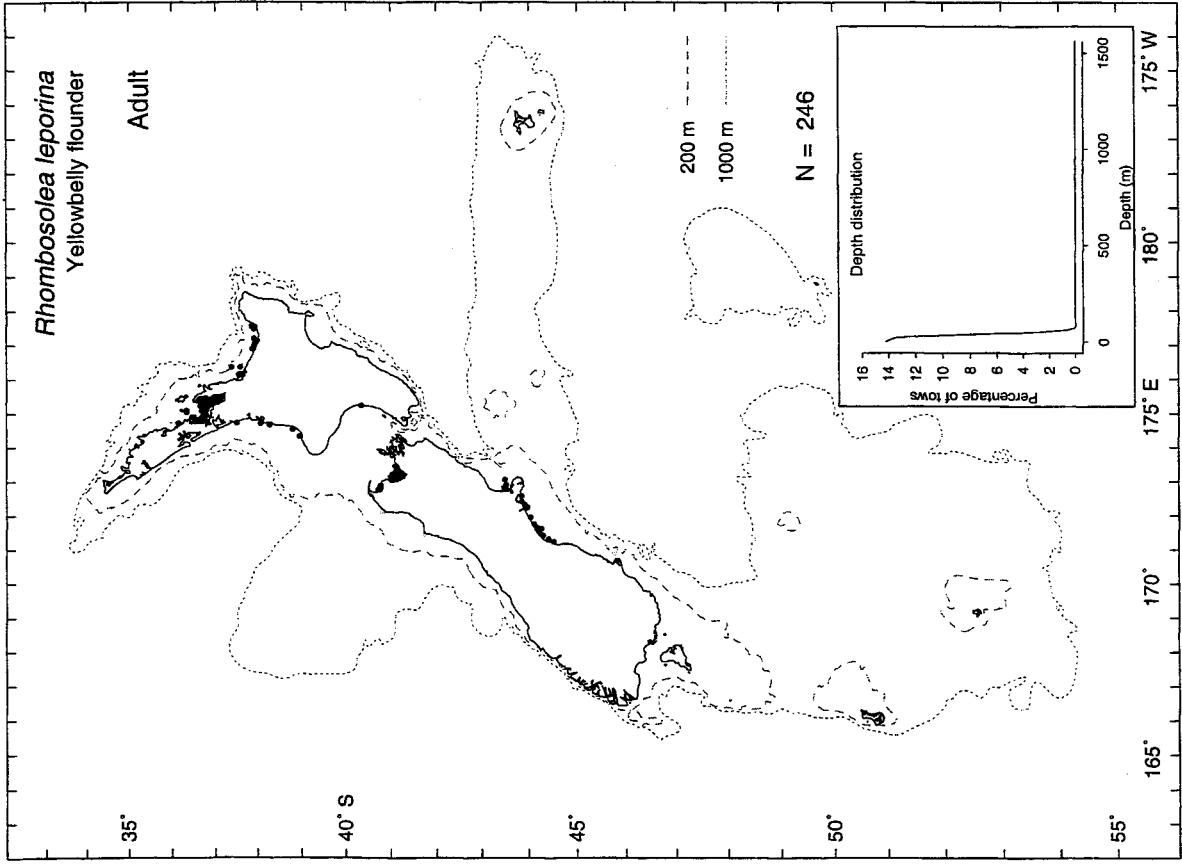 Rhombosolea leporina
Yellowbelly flounder
Adult
200 m
1000 m
N = 246
Depth distribution
Percentage of tows
16
14
12
10
8
6
4
2
0
0
500
1000
1500
Depth (m)
35°
40° S
45°
50°
55°
165°
170°
175° E
180°
175° W